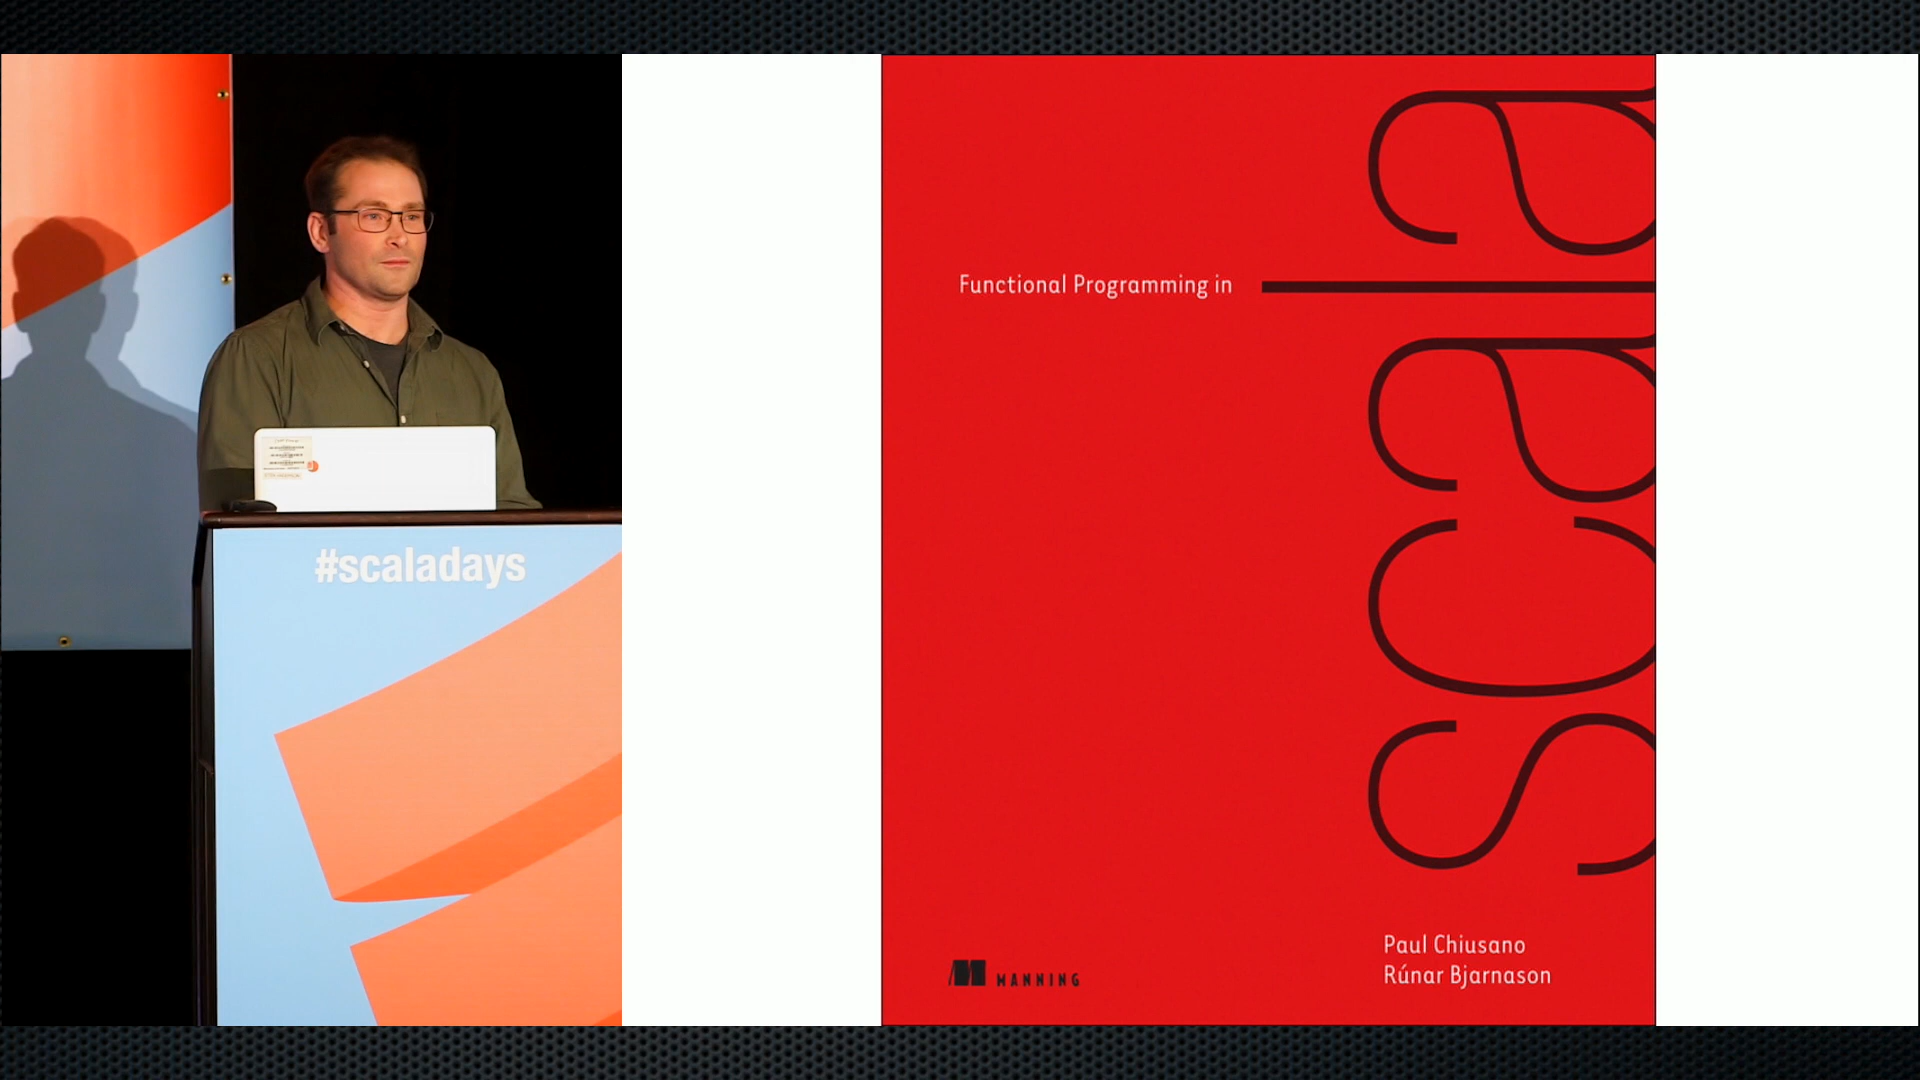 #scaladays
Functional Programming in
scala
Paul Chiusano
Rúnar Bjarnason
MANNING